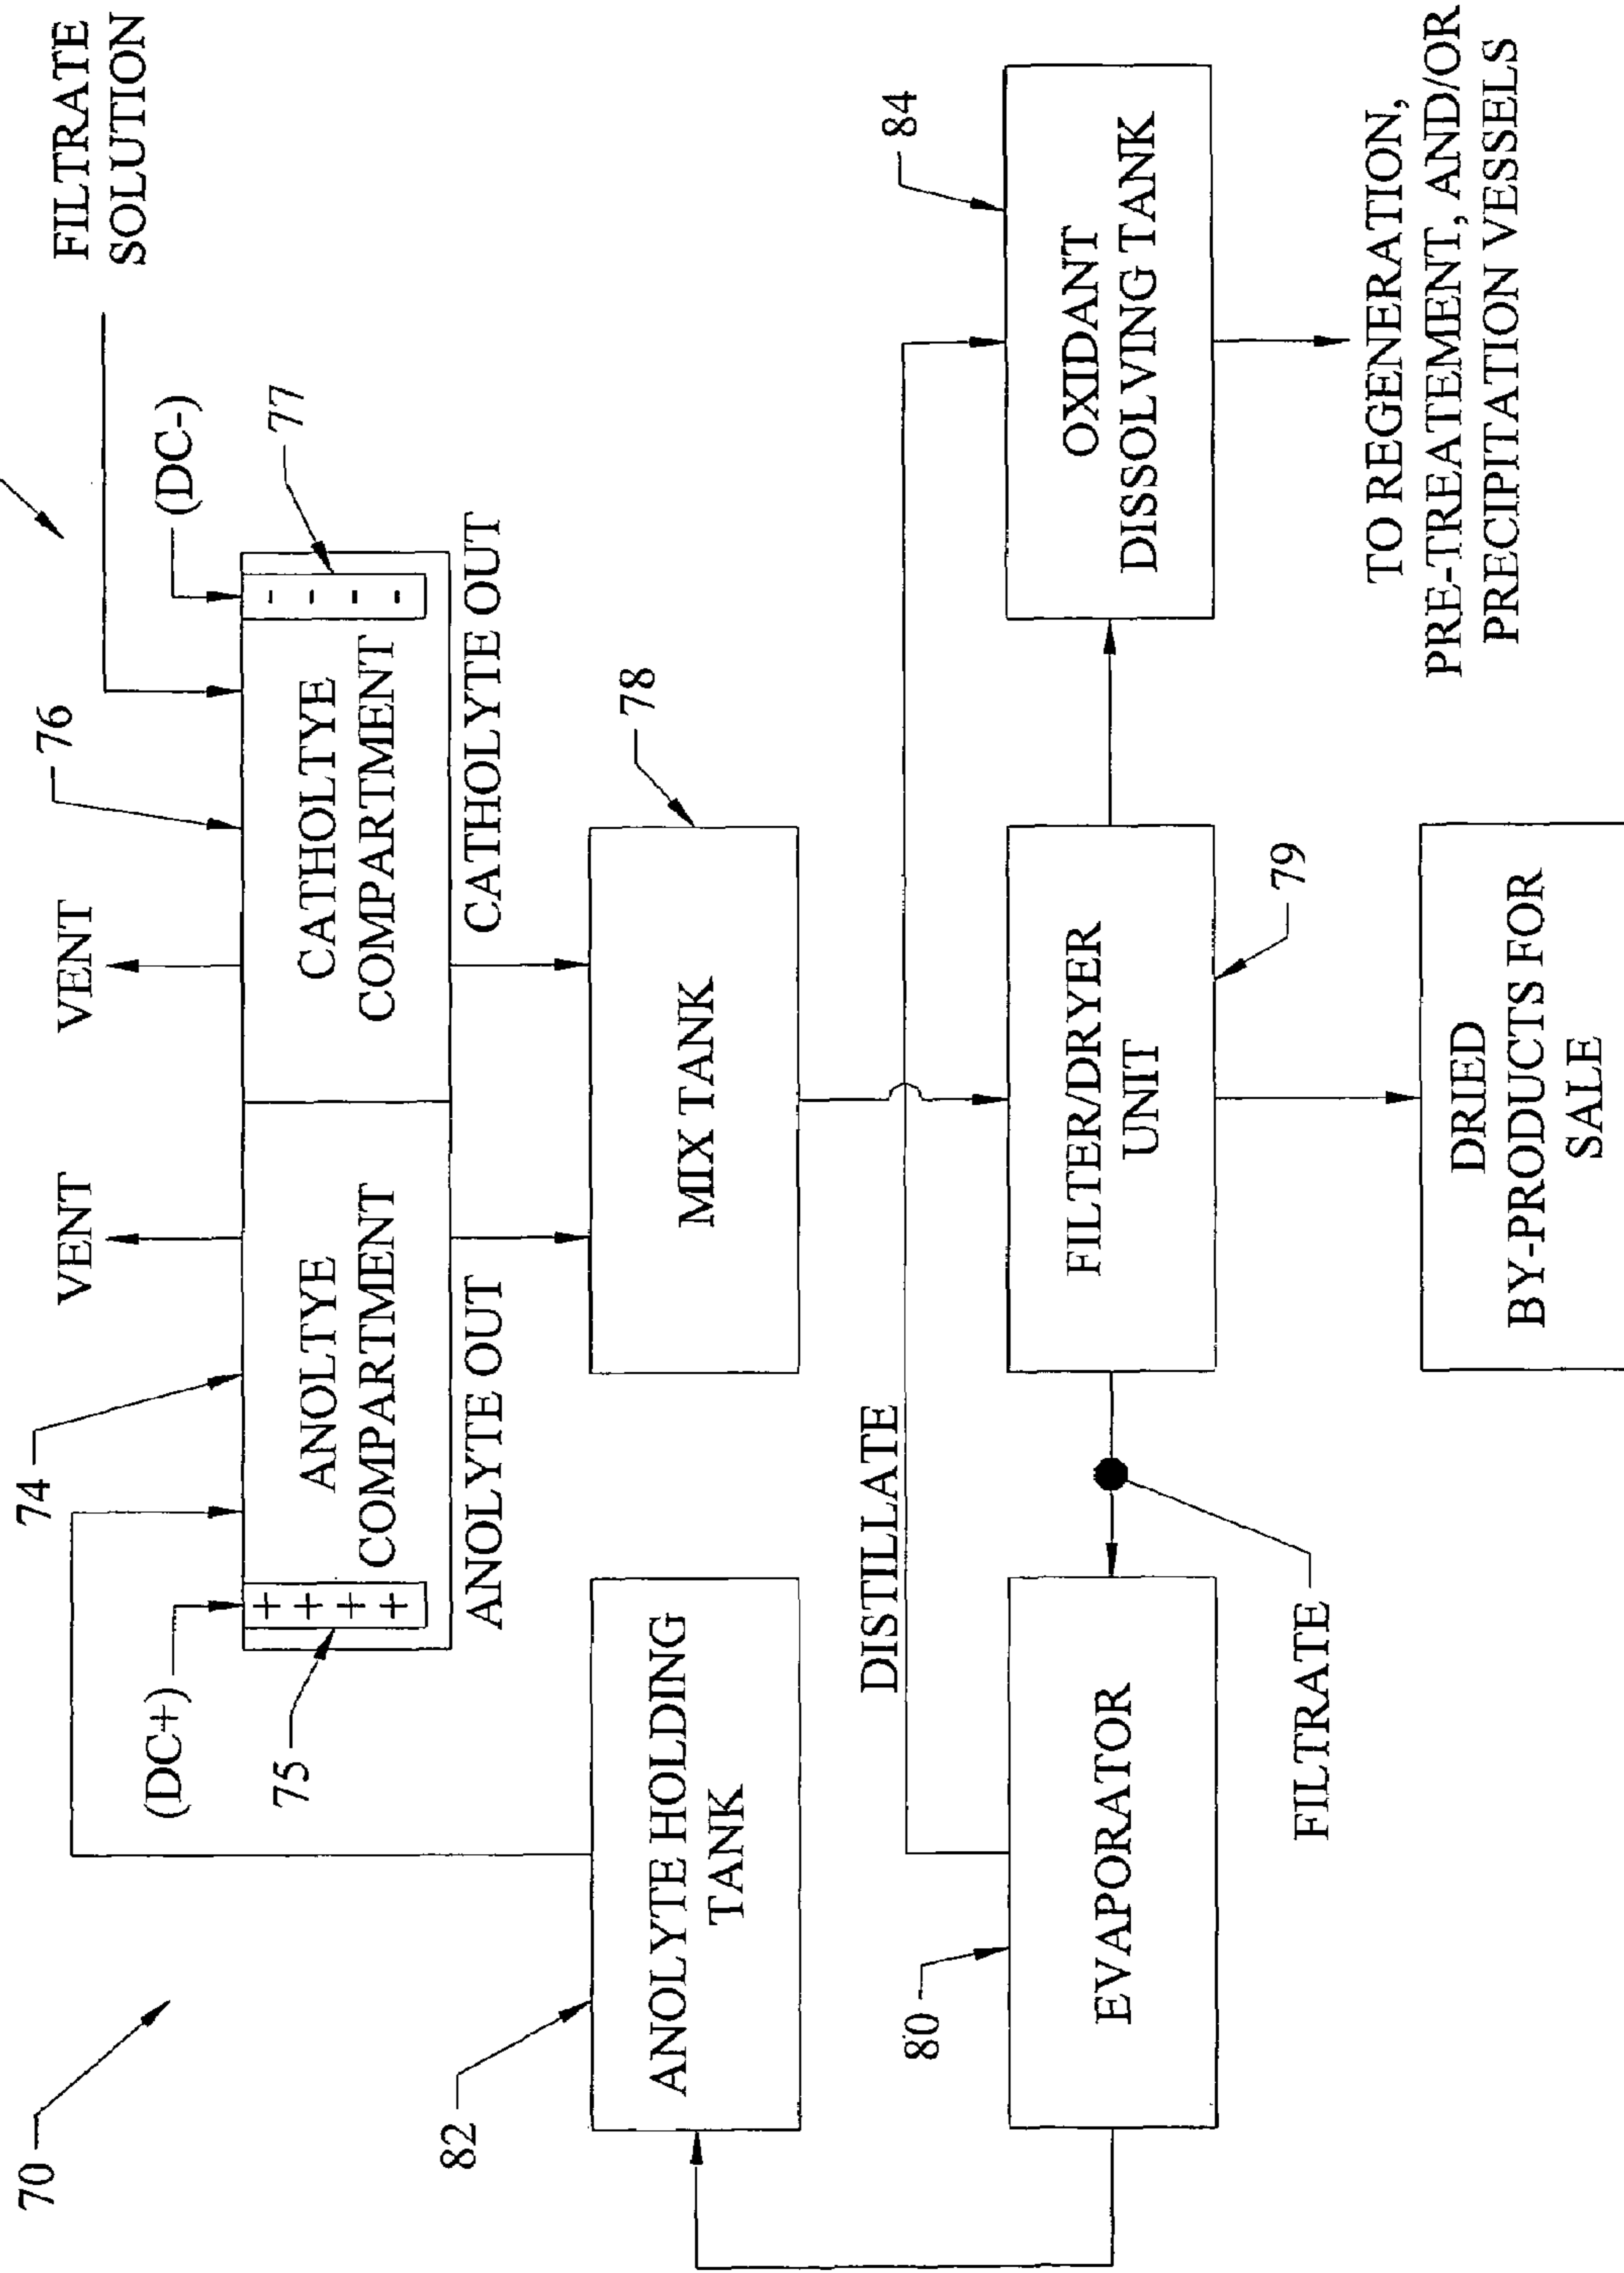 70
FILTRATE
SOLUTION
VENT
VENT
74
76
(DC+)
(DC-)
75
77
+ + + +
- - - -
ANOLTYE
COMPARTMENT
CATHOLTYE
COMPARTMENT
ANOLYTE OUT
CATHOLYTE OUT
82
ANOLYTE HOLDING
TANK
MIX TANK
78
DISTILLATE
80
84
EVAPORATOR
FILTER/DRYER
UNIT
OXIDANT
DISSOLVING TANK
79
FILTRATE
TO REGENERATION,
PRE-TREATEMENT, AND/OR
PRECIPITATION VESSELS
DRIED
BY-PRODUCTS FOR
SALE